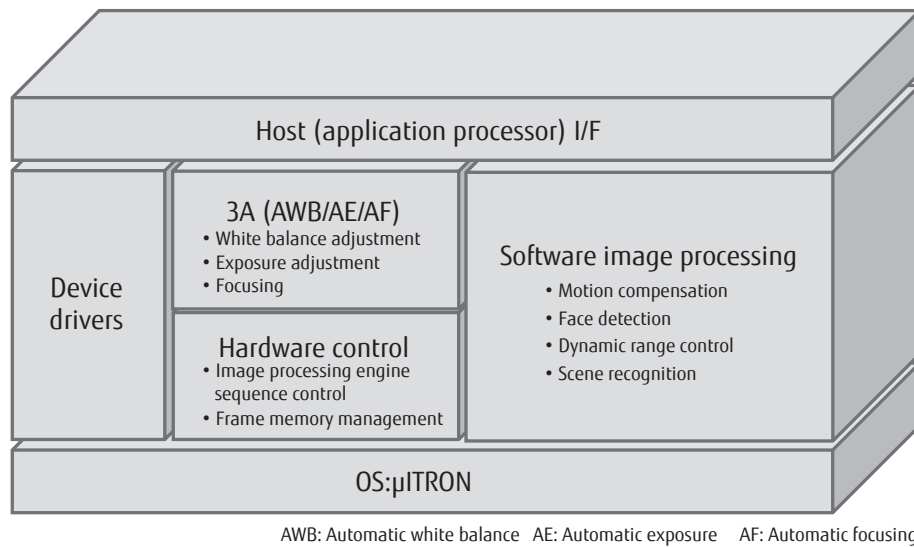 Host (application processor) I/F
Device
drivers
3A (AWB/AE/AF)
• White balance adjustment
• Exposure adjustment
• Focusing
Hardware control
• Image processing engine
sequence control
• Frame memory management
Software image processing
• Motion compensation
• Face detection
• Dynamic range control
• Scene recognition
OS:μITRON
AWB: Automatic white balance AE: Automatic exposure AF: Automatic focusing